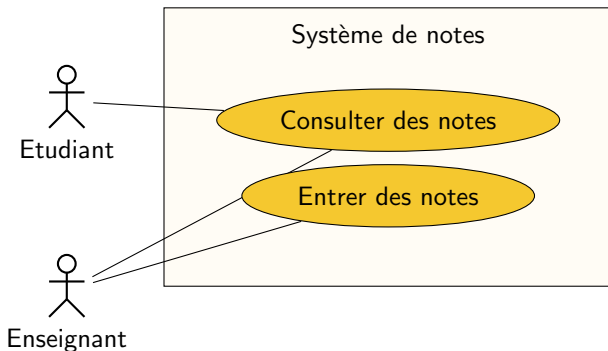 Système de notes
Consulter des notes
Etudiant
Entrer des notes
Enseignant